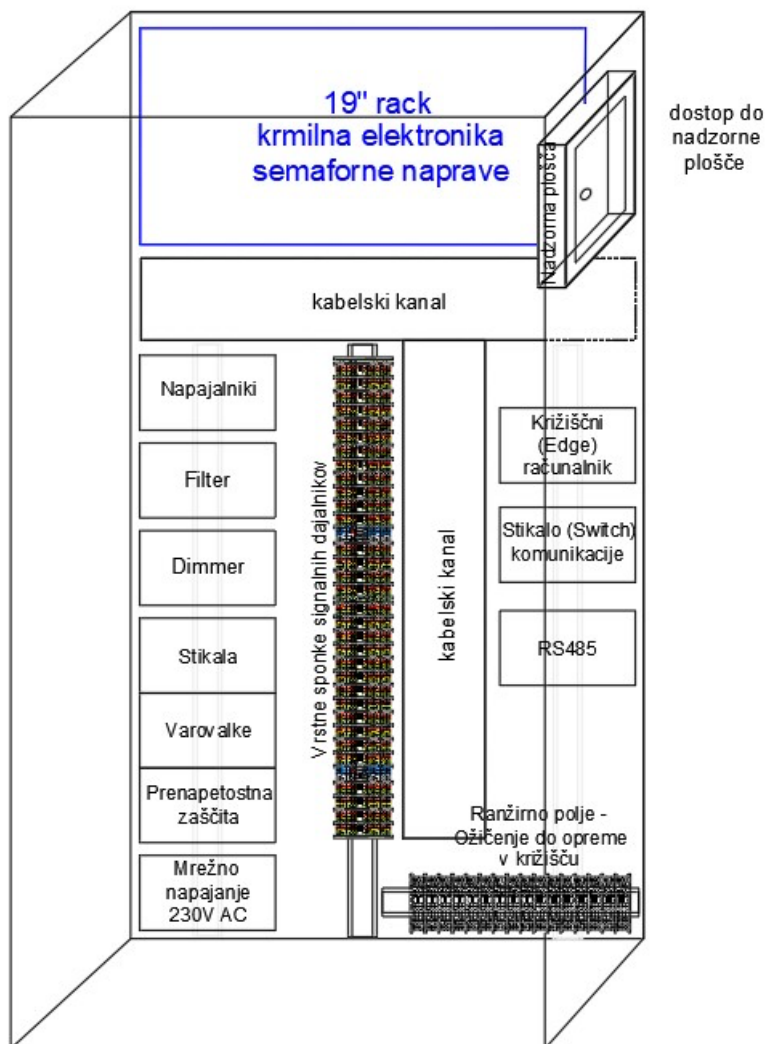 19" rack
krmilna elektronika
semaforne naprave
dostop do
nadzorne
plošče
Nadzorna plošča
kabelski kanal
Napajalniki
Filter
Dimmer
Stikala
Varovalke
Prenapetostna
zaščita
Mrežno
napajanje
230V AC
Vrstne sponke signalnih dajalnikov
kabelski kanal
Križiščni
(Edge)
računalnik
Stikalo (Switch)
komunikacije
RS485
Ranžirno polje -
Ožičenje do opreme
v križišču